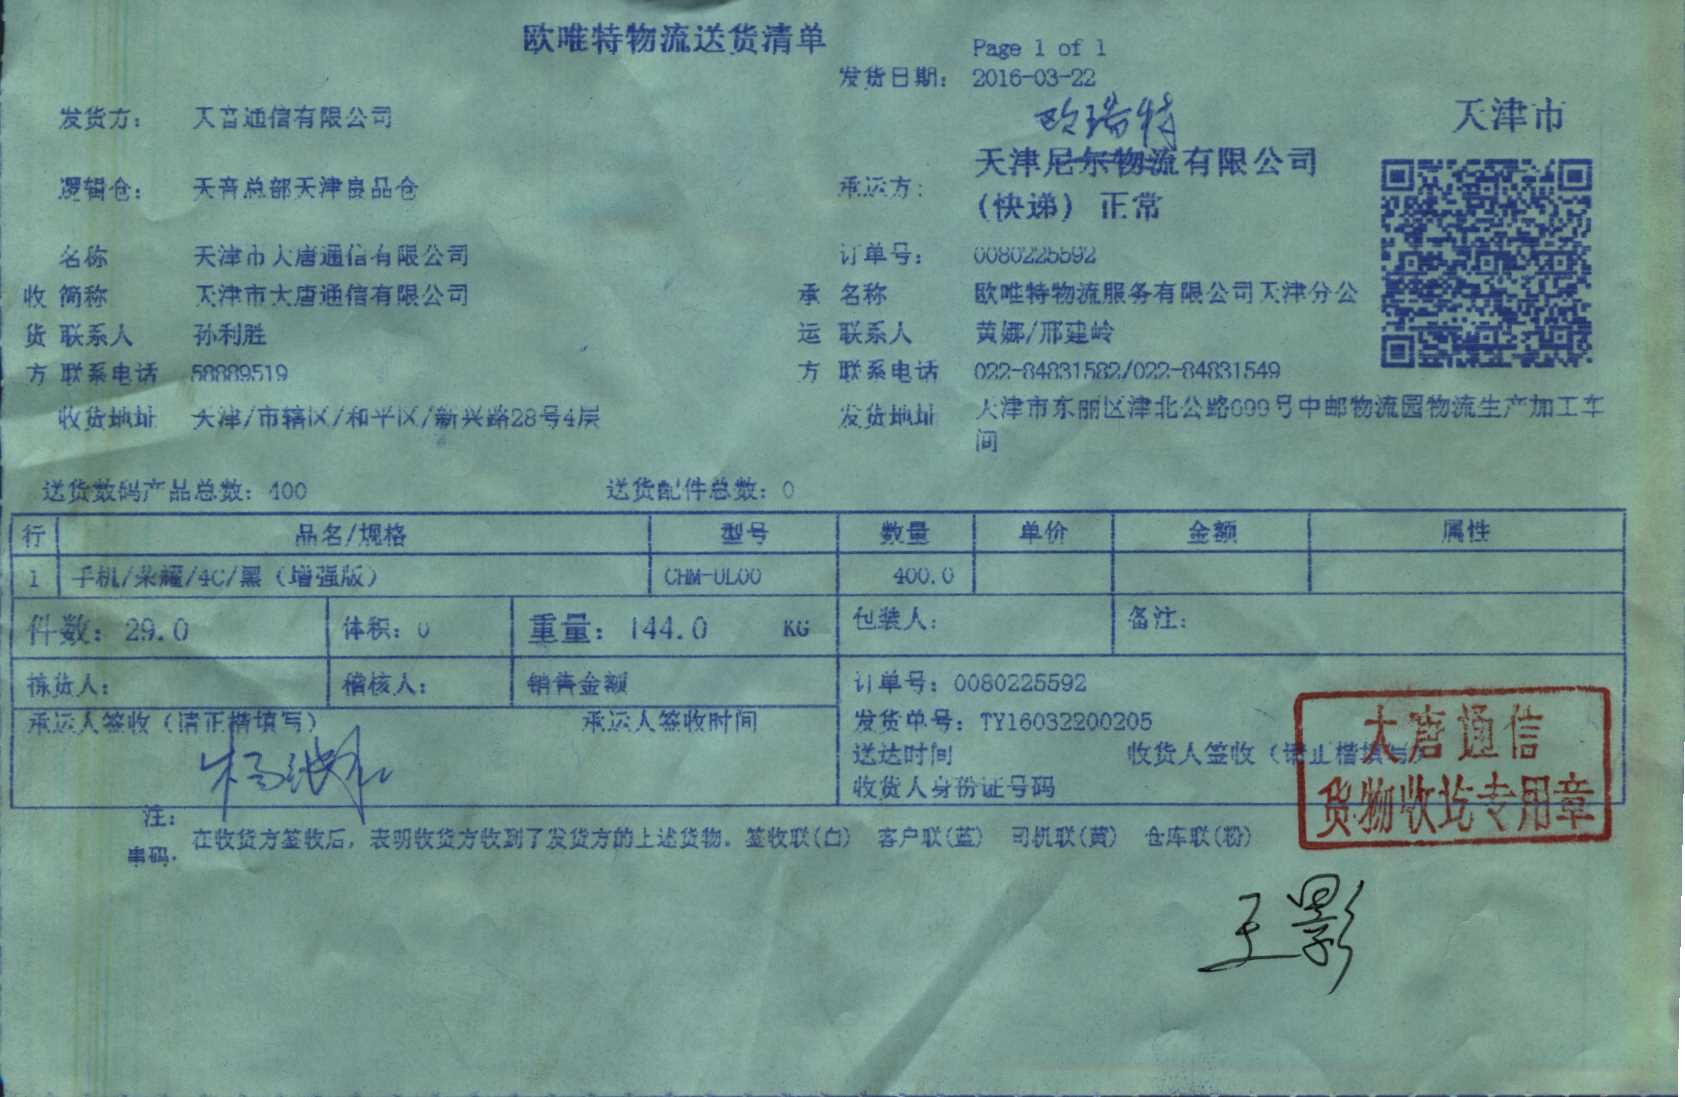 欧唯特物流送货清单
Page 1 of 1
发货日期: 2016-03-22
欧瑞特
天津市
发货方: 天音通信有限公司
天津尼尔物流有限公司
逻辑仓: 天音总部天津良品仓 承运方:
(快递) 正常
名称 天津市大唐通信有限公司 订单号: 0080225592
收 简称 天津市大唐通信有限公司 承 名称 欧唯特物流服务有限公司天津分公
货 联系人 孙利胜 运 联系人 黄娜/邢建岭
方 联系电话 58889519 方 联系电话 022-84831582/022-84831549
收货地址 天津/市辖区/和平区/新兴路28号4层 发货地址 天津市东丽区津北公路699号中邮物流园物流生产加工车
间
送货数码产品总数: 400 送货配件总数: 0
行 品名/规格 型号 数量 单价 金额 属性
1 手机/荣耀/4C/黑（增强版） CHM-UL00 400.0
件数: 29.0 体积: 0 重量: 144.0 KG 包装人: 备注:
拣货人: 稽核人: 销售金额 订单号: 0080225592
承运人签收（请正楷填写） 承运人签收时间 发货单号: TY16032200205
送达时间 收货人签收（请正楷填写）
收货人身份证号码
大唐通信
货物收讫专用章
注:
在收货方签收后, 表明收货方收到了发货方的上述货物. 签收联(白) 客户联(蓝) 司机联(黄) 仓库联(粉)
串码.
王影